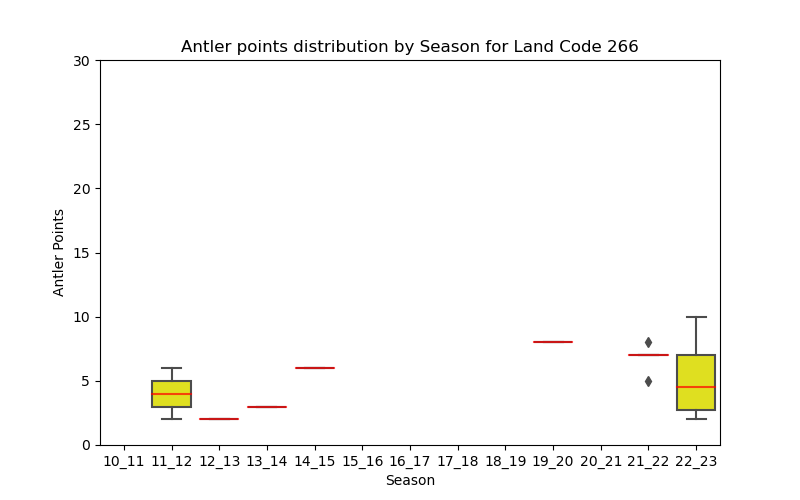 Antler points distribution by Season for Land Code 266
30
25
20
15
10
5
0
Antler Points
10_11 11_12 12_13 13_14 14_15 15_16 16_17 17_18 18_19 19_20 20_21 21_22 22_23
Season